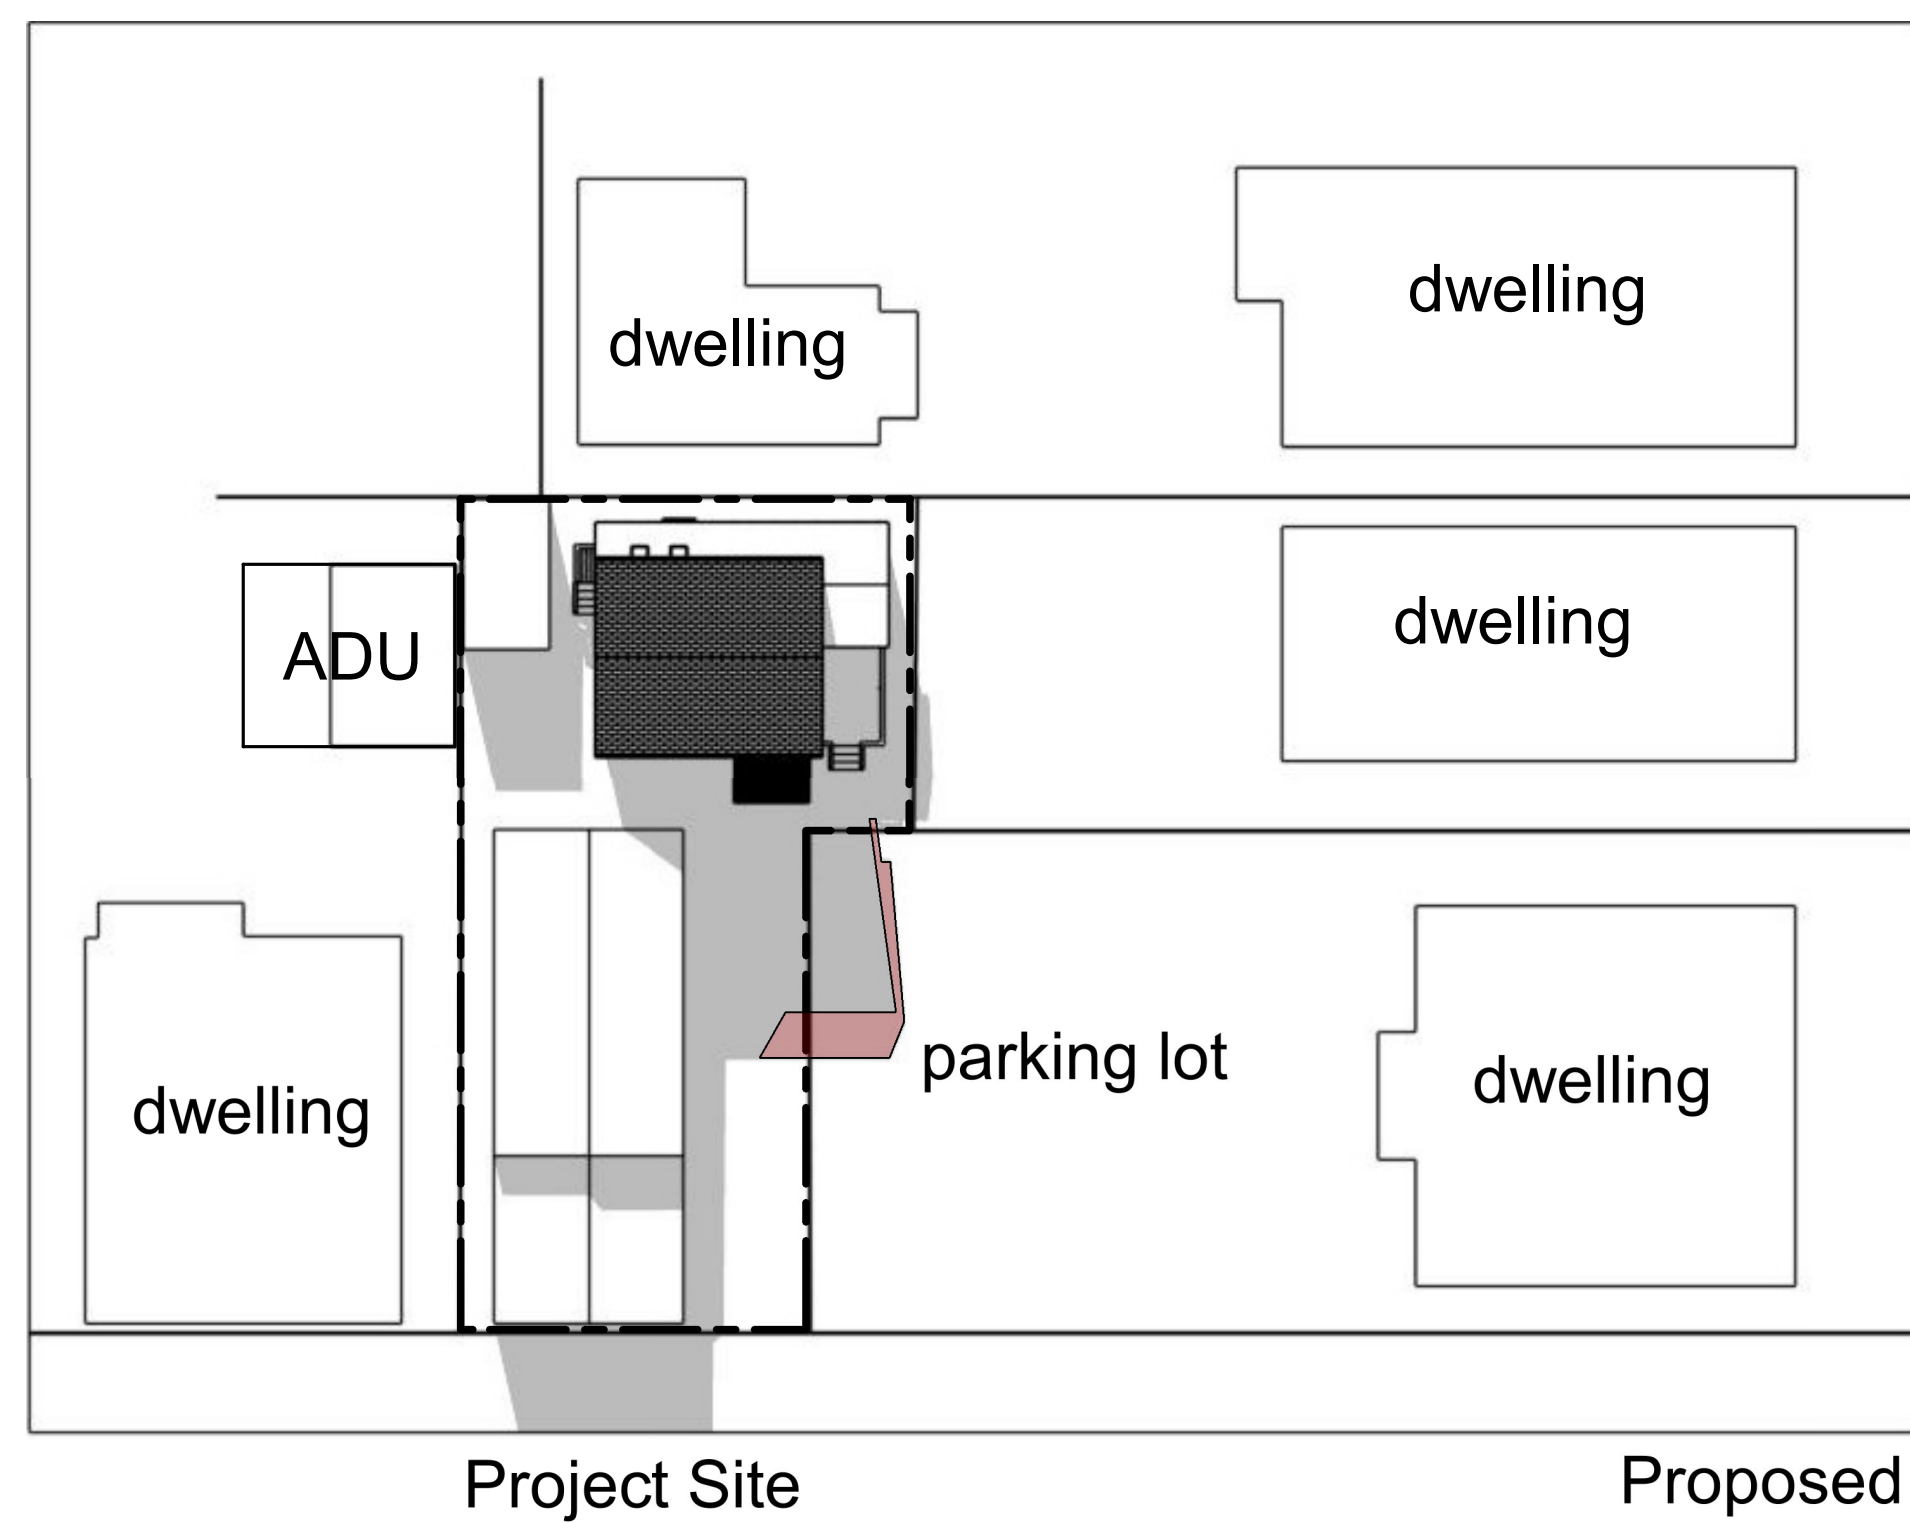 dwelling
dwelling
dwelling
ADU
parking lot
dwelling
dwelling
Project Site
Proposed